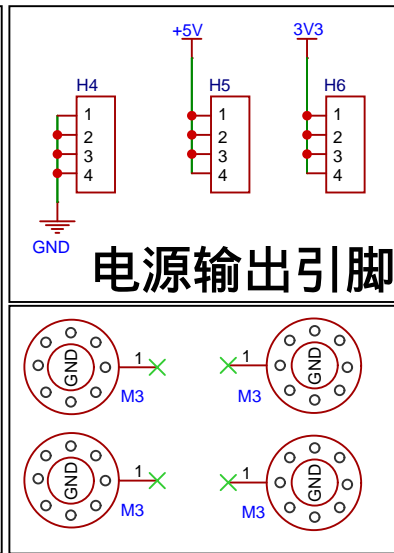 +5V 3V3
H4 H5 H6
1 1 1
2 2 2
3 3 3
4 4 4
GND
电源输出引脚
GND 1 1 GND
M3 M3
GND 1 1 GND
M3 M3